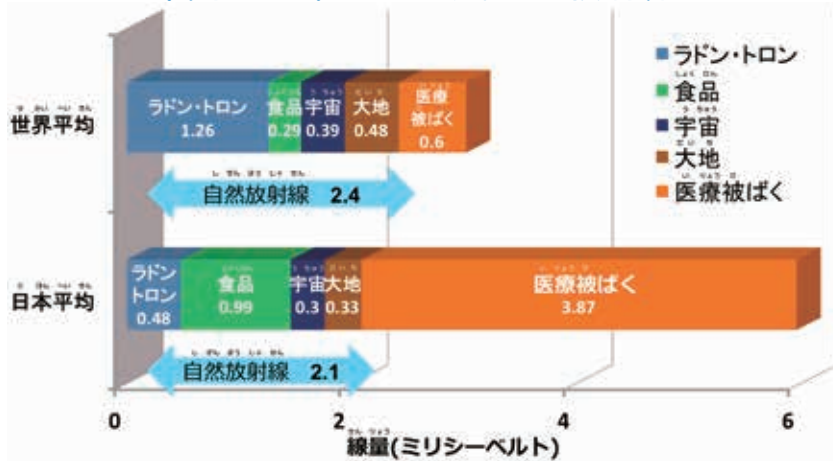 ラドン・トロン
食品
宇宙
大地
医療被ばく
世界平均
ラドン・トロン
1.26
食品
0.29
宇宙
0.39
大地
0.48
医療
被ばく
0.6
自然放射線 2.4
日本平均
ラドン
トロン
0.48
食品
0.99
宇宙
0.3
大地
0.33
医療被ばく
3.87
自然放射線 2.1
0 2 4 6
線量(ミリシーベルト)